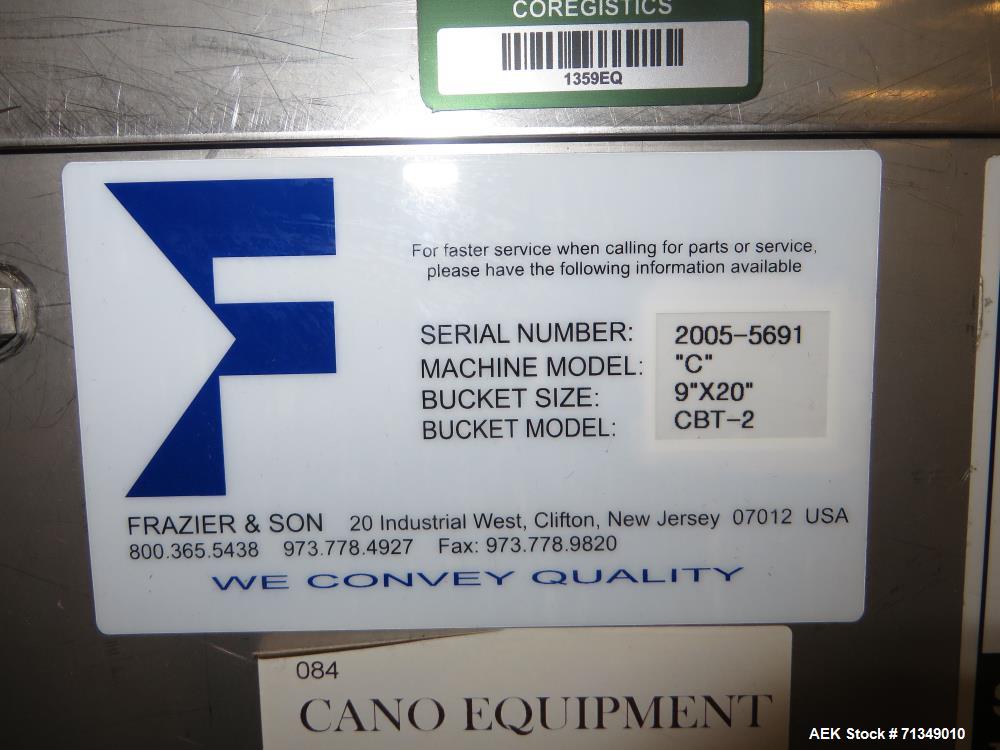 COREGISTICS
1359EQ
For faster service when calling for parts or service,
please have the following information available
SERIAL NUMBER: 2005-5691
MACHINE MODEL: "C"
BUCKET SIZE: 9"X20"
BUCKET MODEL: CBT-2
FRAZIER & SON 20 Industrial West, Clifton, New Jersey 07012 USA
800.365.5438 973.778.4927 Fax: 973.778.9820
WE CONVEY QUALITY
084
CANO EQUIPMENT
AEK Stock #71349010